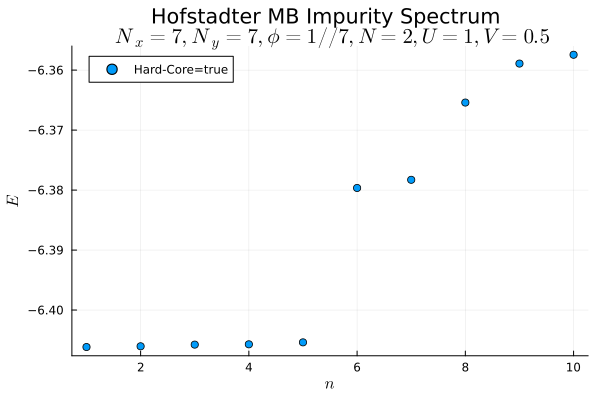 Hofstadter MB Impurity Spectrum
N_x = 7, N_y = 7, ϕ = 1//7, N = 2, U = 1, V = 0.5
Hard-Core=true
−6.36
−6.37
−6.38
−6.39
−6.40
E
2 4 6 8 10
n